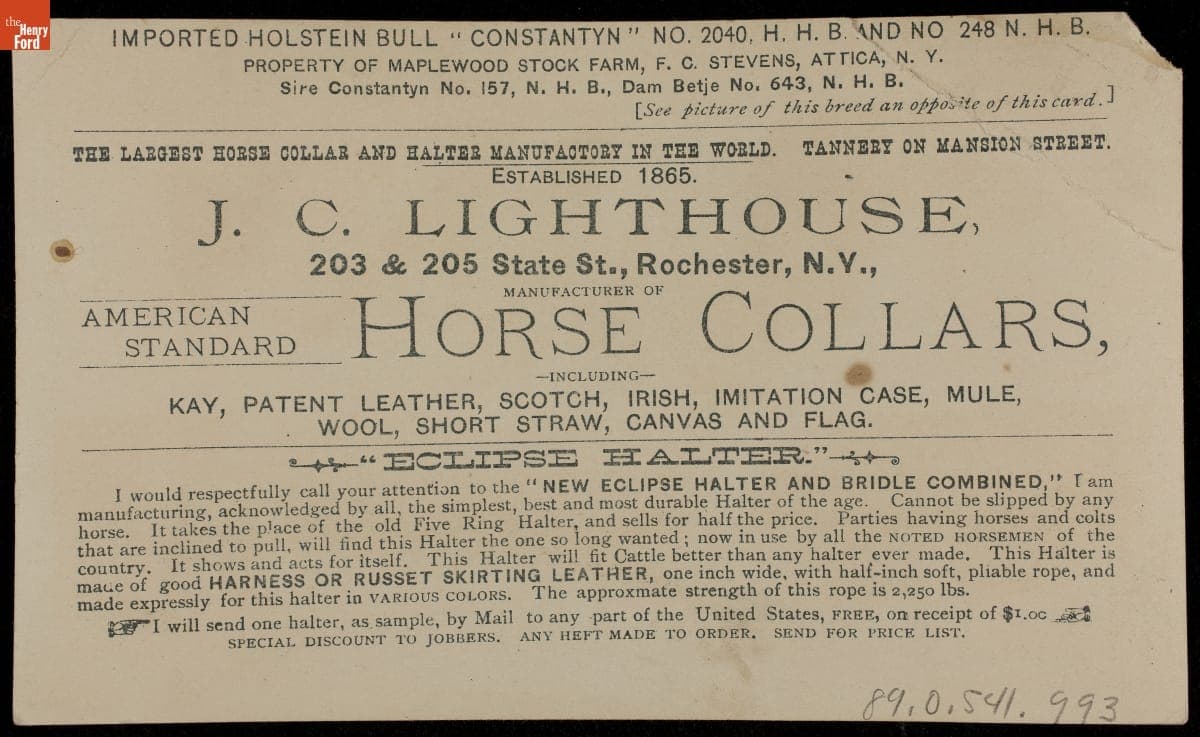 the
Henry
Ford
IMPORTED HOLSTEIN BULL "CONSTANTYN" NO. 2040, H. H. B. AND NO 248 N. H. B.
PROPERTY OF MAPLEWOOD STOCK FARM, F. C. STEVENS, ATTICA, N. Y.
Sire Constantyn No. 157, N. H. B., Dam Betje No. 643, N. H. B.
[See picture of this breed an opposite of this card.]
THE LARGEST HORSE COLLAR AND HALTER MANUFACTORY IN THE WORLD. TANNERY ON MANSION STREET.
ESTABLISHED 1865.
J. C. LIGHTHOUSE,
203 & 205 State St., Rochester, N.Y.,
MANUFACTURER OF
AMERICAN
STANDARD
HORSE COLLARS,
—INCLUDING—
KAY, PATENT LEATHER, SCOTCH, IRISH, IMITATION CASE, MULE,
WOOL, SHORT STRAW, CANVAS AND FLAG.
"ECLIPSE HALTER."
I would respectfully call your attention to the "NEW ECLIPSE HALTER AND BRIDLE COMBINED," I am
manufacturing, acknowledged by all, the simplest, best and most durable Halter of the age. Cannot be slipped by any
horse. It takes the place of the old Five Ring Halter, and sells for half the price. Parties having horses and colts
that are inclined to pull, will find this Halter the one so long wanted; now in use by all the NOTED HORSEMEN of the
country. It shows and acts for itself. This Halter will fit Cattle better than any halter ever made. This Halter is
made of good HARNESS OR RUSSET SKIRTING LEATHER, one inch wide, with half-inch soft, pliable rope, and
made expressly for this halter in VARIOUS COLORS. The approxmate strength of this rope is 2,250 lbs.
I will send one halter, as sample, by Mail to any part of the United States, FREE, on receipt of $1.00
SPECIAL DISCOUNT TO JOBBERS. ANY HEFT MADE TO ORDER. SEND FOR PRICE LIST.
89.0.541.993